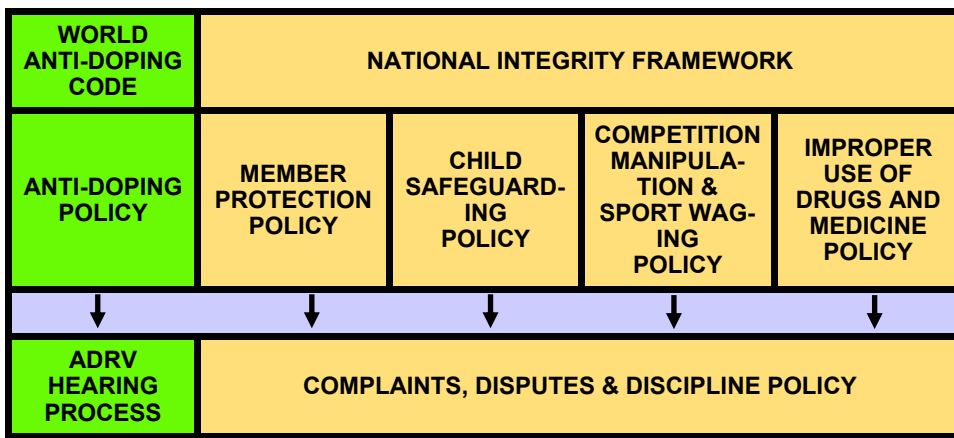 WORLD
ANTI-DOPING
CODE
NATIONAL INTEGRITY FRAMEWORK
ANTI-DOPING
POLICY
MEMBER
PROTECTION
POLICY
CHILD
SAFEGUARD-
ING
POLICY
COMPETITION
MANIPULA-
TION &
SPORT WAG-
ING
POLICY
IMPROPER
USE OF
DRUGS AND
MEDICINE
POLICY
ADRV
HEARING
PROCESS
COMPLAINTS, DISPUTES & DISCIPLINE POLICY